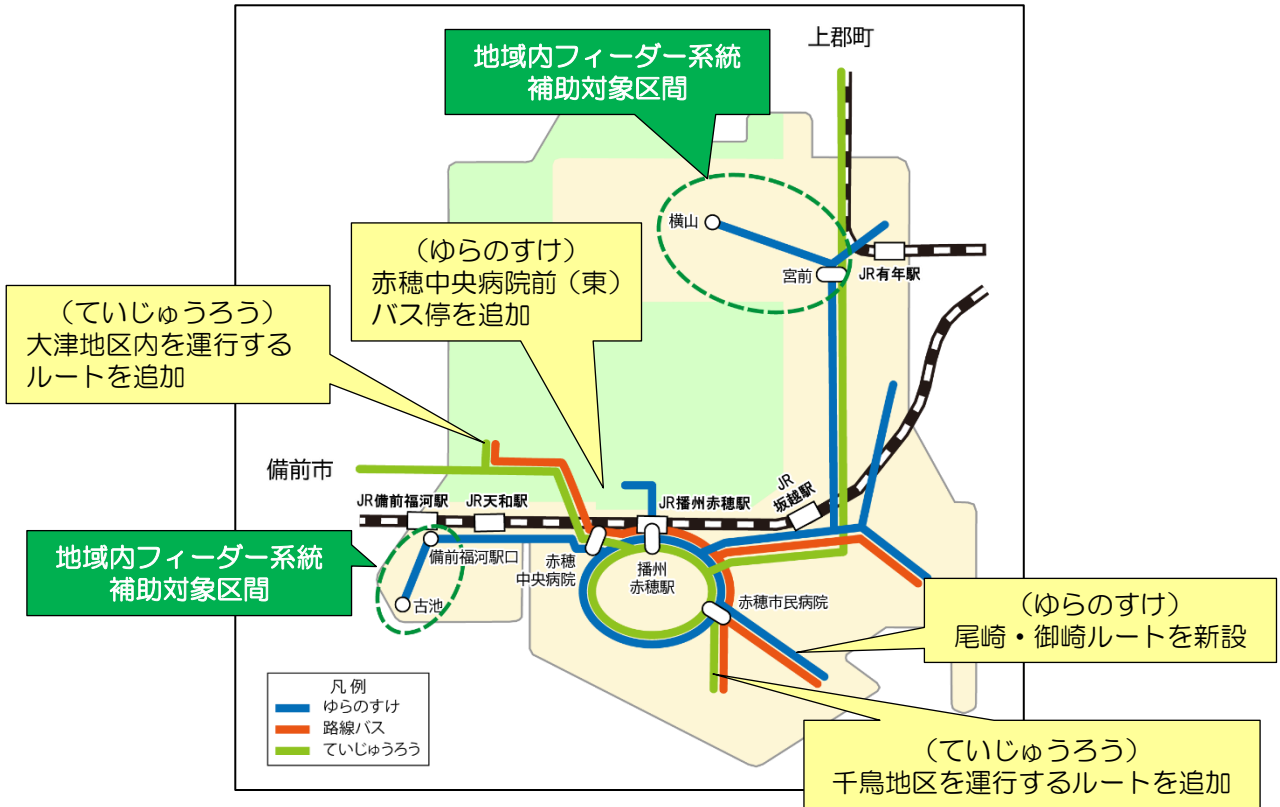 上郡町
地域内フィーダー系統
補助対象区間
横山
宮前
JR有年駅
（ゆらのすけ）
赤穂中央病院前（東）
バス停を追加
（ていじゅうろう）
大津地区内を運行する
ルートを追加
備前市
JR備前福河駅
JR天和駅
JR播州赤穂駅
JR
坂越駅
地域内フィーダー系統
補助対象区間
備前福河駅口
古池
赤穂
中央病院
播州
赤穂駅
赤穂市民病院
（ゆらのすけ）
尾崎・御崎ルートを新設
凡例
ゆらのすけ
路線バス
ていじゅうろう
（ていじゅうろう）
千鳥地区を運行するルートを追加